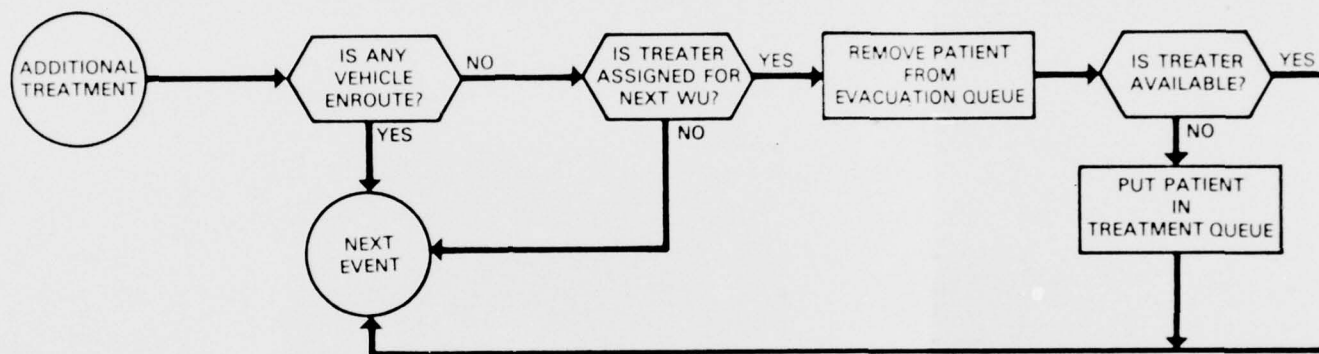 ADDITIONAL
TREATMENT
IS ANY
VEHICLE
ENROUTE?
NO
YES
IS TREATER
ASSIGNED FOR
NEXT WU?
YES
NO
REMOVE PATIENT
FROM
EVACUATION QUEUE
IS TREATER
AVAILABLE?
YES
NO
PUT PATIENT
IN
TREATMENT QUEUE
NEXT
EVENT